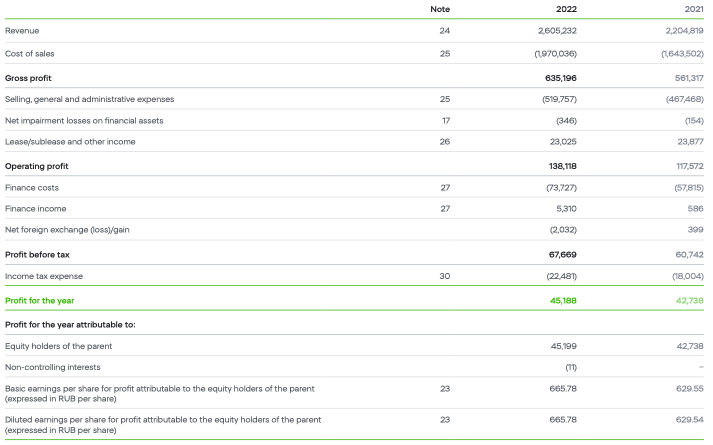 Note 2022 2021
Revenue 24 2,605,232 2,204,819
Cost of sales 25 (1,970,036) (1,643,502)
Gross profit 635,196 561,317
Selling, general and administrative expenses 25 (519,757) (467,468)
Net impairment losses on financial assets 17 (346) (154)
Lease/sublease and other income 26 23,025 23,877
Operating profit 138,118 117,572
Finance costs 27 (73,727) (57,815)
Finance income 27 5,310 586
Net foreign exchange (loss)/gain (2,032) 399
Profit before tax 67,669 60,742
Income tax expense 30 (22,481) (18,004)
Profit for the year 45,188 42,738
Profit for the year attributable to:
Equity holders of the parent 45,199 42,738
Non-controlling interests (11) –
Basic earnings per share for profit attributable to the equity holders of the parent 23 665.78 629.55
(expressed in RUB per share)
Diluted earnings per share for profit attributable to the equity holders of the parent 23 665.78 629.54
(expressed in RUB per share)